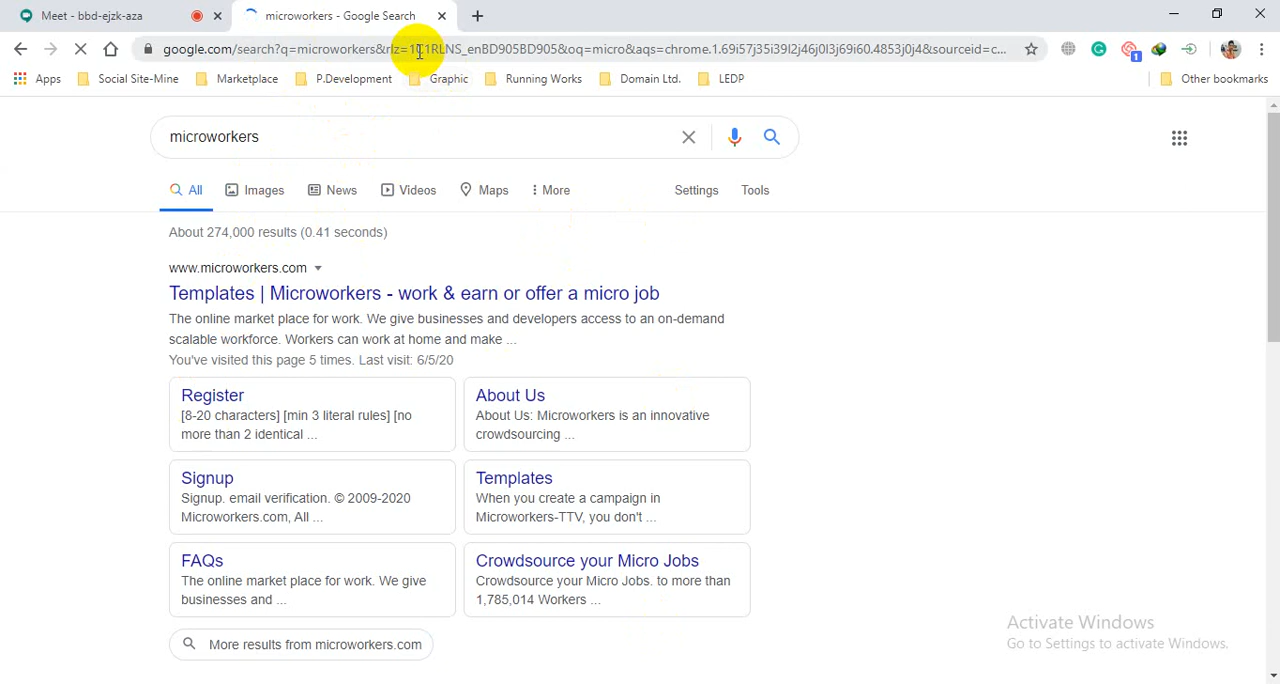 Meet - bbd-ejzk-aza
microworkers - Google Search
google.com/search?q=microworkers&rlz=1C1RLNS_enBD905BD905&oq=micro&aqs=chrome.1.69i57j35i39l2j46j0l3j69i60.4853j0j4&sourceid=c...
1
Apps
Social Site-Mine
Marketplace
P.Development
Graphic
Running Works
Domain Ltd.
LEDP
Other bookmarks
microworkers
All
Images
News
Videos
Maps
More
Settings
Tools
About 274,000 results (0.41 seconds)
www.microworkers.com
Templates | Microworkers - work & earn or offer a micro job
The online market place for work. We give businesses and developers access to an on-demand
scalable workforce. Workers can work at home and make ...
You've visited this page 5 times. Last visit: 6/5/20
Register
[8-20 characters] [min 3 literal rules] [no
more than 2 identical ...
About Us
About Us: Microworkers is an innovative
crowdsourcing ...
Signup
Signup. email verification. © 2009-2020
Microworkers.com, All ...
Templates
When you create a campaign in
Microworkers-TTV, you don't ...
FAQs
The online market place for work. We give
businesses and ...
Crowdsource your Micro Jobs
Crowdsource your Micro Jobs. to more than
1,785,014 Workers ...
More results from microworkers.com
Activate Windows
Go to Settings to activate Windows.